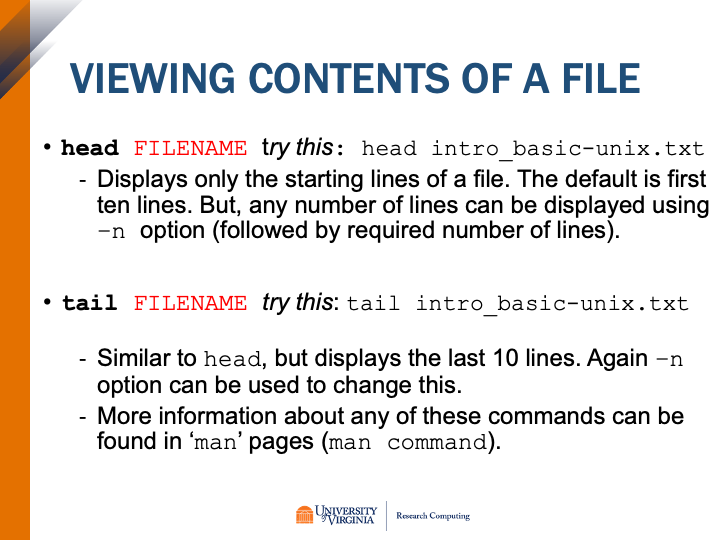 VIEWING CONTENTS OF A FILE
• head FILENAME try this: head intro_basic-unix.txt
- Displays only the starting lines of a file. The default is first
ten lines. But, any number of lines can be displayed using
–n option (followed by required number of lines).
• tail FILENAME try this: tail intro_basic-unix.txt
- Similar to head, but displays the last 10 lines. Again –n
option can be used to change this.
- More information about any of these commands can be
found in ‘man’ pages (man command).
UNIVERSITY
of VIRGINIA
Research Computing